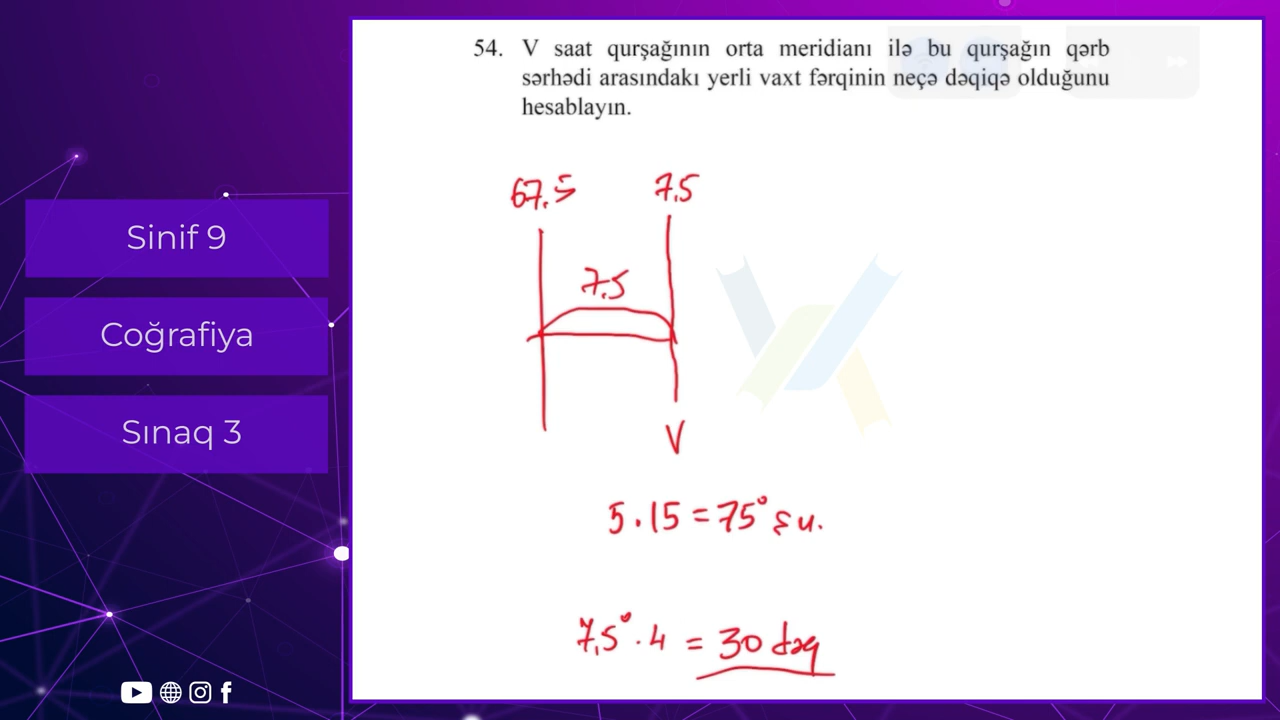 Sinif 9
Coğrafiya
Sınaq 3
54. V saat qurşağının orta meridianı ilə bu qurşağın qərb
sərhədi arasındakı yerli vaxt fərqinin neçə dəqiqə olduğunu
hesablayın.
67.5 7.5
7.5
V
5.15 = 75° ş u.
7,5° . 4 = 30 dəq